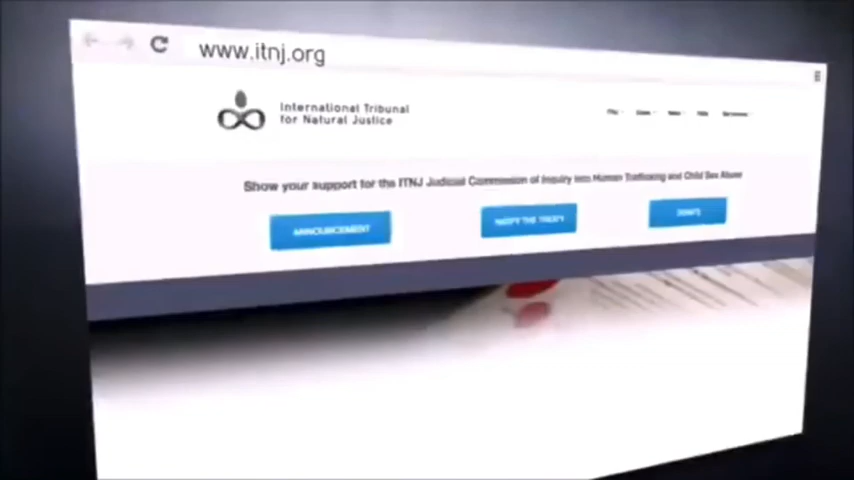 www.itnj.org
International Tribunal
for Natural Justice
Show your support for the ITNJ Judicial Commission of Inquiry into Human Trafficking and Child Sex Abuse
ANNOUNCEMENT RATIFY THE TREATY DONATE